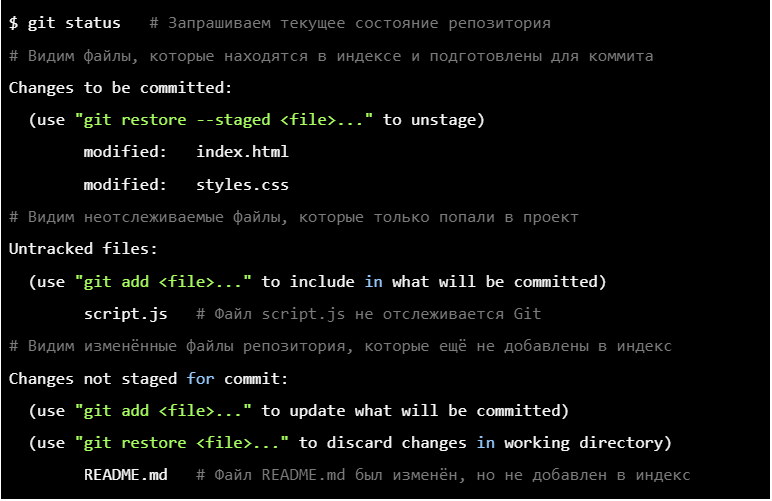 $ git status   # Запрашиваем текущее состояние репозитория
# Видим файлы, которые находятся в индексе и подготовлены для коммита
Changes to be committed:
  (use "git restore --staged <file>..." to unstage)
        modified:   index.html
        modified:   styles.css
# Видим неотслеживаемые файлы, которые только попали в проект
Untracked files:
  (use "git add <file>..." to include in what will be committed)
        script.js   # Файл script.js не отслеживается Git
# Видим изменённые файлы репозитория, которые ещё не добавлены в индекс
Changes not staged for commit:
  (use "git add <file>..." to update what will be committed)
  (use "git restore <file>..." to discard changes in working directory)
        README.md   # Файл README.md был изменён, но не добавлен в индекс